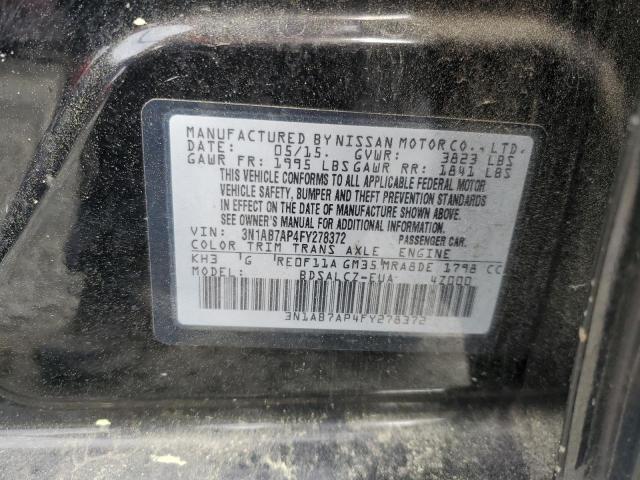 MANUFACTURED BY NISSAN MOTOR CO., LTD.
DATE: 05/15. GVWR: 3823 LBS
GAWR FR: 1995 LBS GAWR RR: 1841 LBS
THIS VEHICLE CONFORMS TO ALL APPLICABLE FEDERAL MOTOR
VEHICLE SAFETY, BUMPER AND THEFT PREVENTION STANDARDS
IN EFFECT ON THE DATE OF MANUFACTURE SHOWN ABOVE.
SEE OWNER'S MANUAL FOR ADDITIONAL INFORMATION.
VIN: 3N1AB7AP4FY278372 PASSENGER CAR.
COLOR TRIM TRANS AXLE ENGINE
KH3 G RE0F11A GM35 MRA8DE 1798 CC
MODEL: BDSALC7-EUA- 4Z000
3N1AB7AP4FY278372